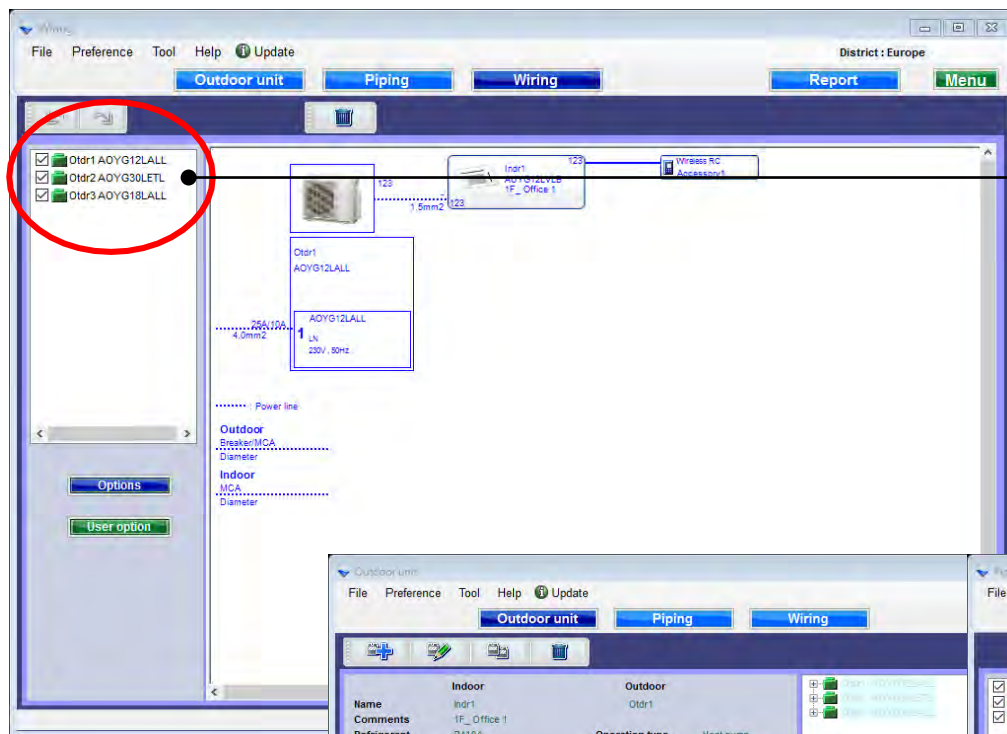 Wiring
File Preference Tool Help Update District : Europe
Outdoor unit Piping Wiring Report Menu
Otdr1 AOYG12LALL
Otdr2 AOYG30LETL
Otdr3 AOYG18LALL
123
1.5mm2
123
Indr1
AUYG12LVLB
1F_ Office 1
123
Wireless RC
Accessory1
Otdr1
AOYG12LALL
25A/10A
4.0mm2
AOYG12LALL
1 LN
230V , 50Hz
: Power line
Outdoor
Breaker/MCA
Diameter
Indoor
MCA
Diameter
Options
User option
Outdoor unit
File Preference Tool Help Update
Outdoor unit Piping Wiring
Indoor Outdoor
Name Indr1 Otdr1
Comments 1F_ Office 1
Refrigerant R410A Operation type Heat pump
File